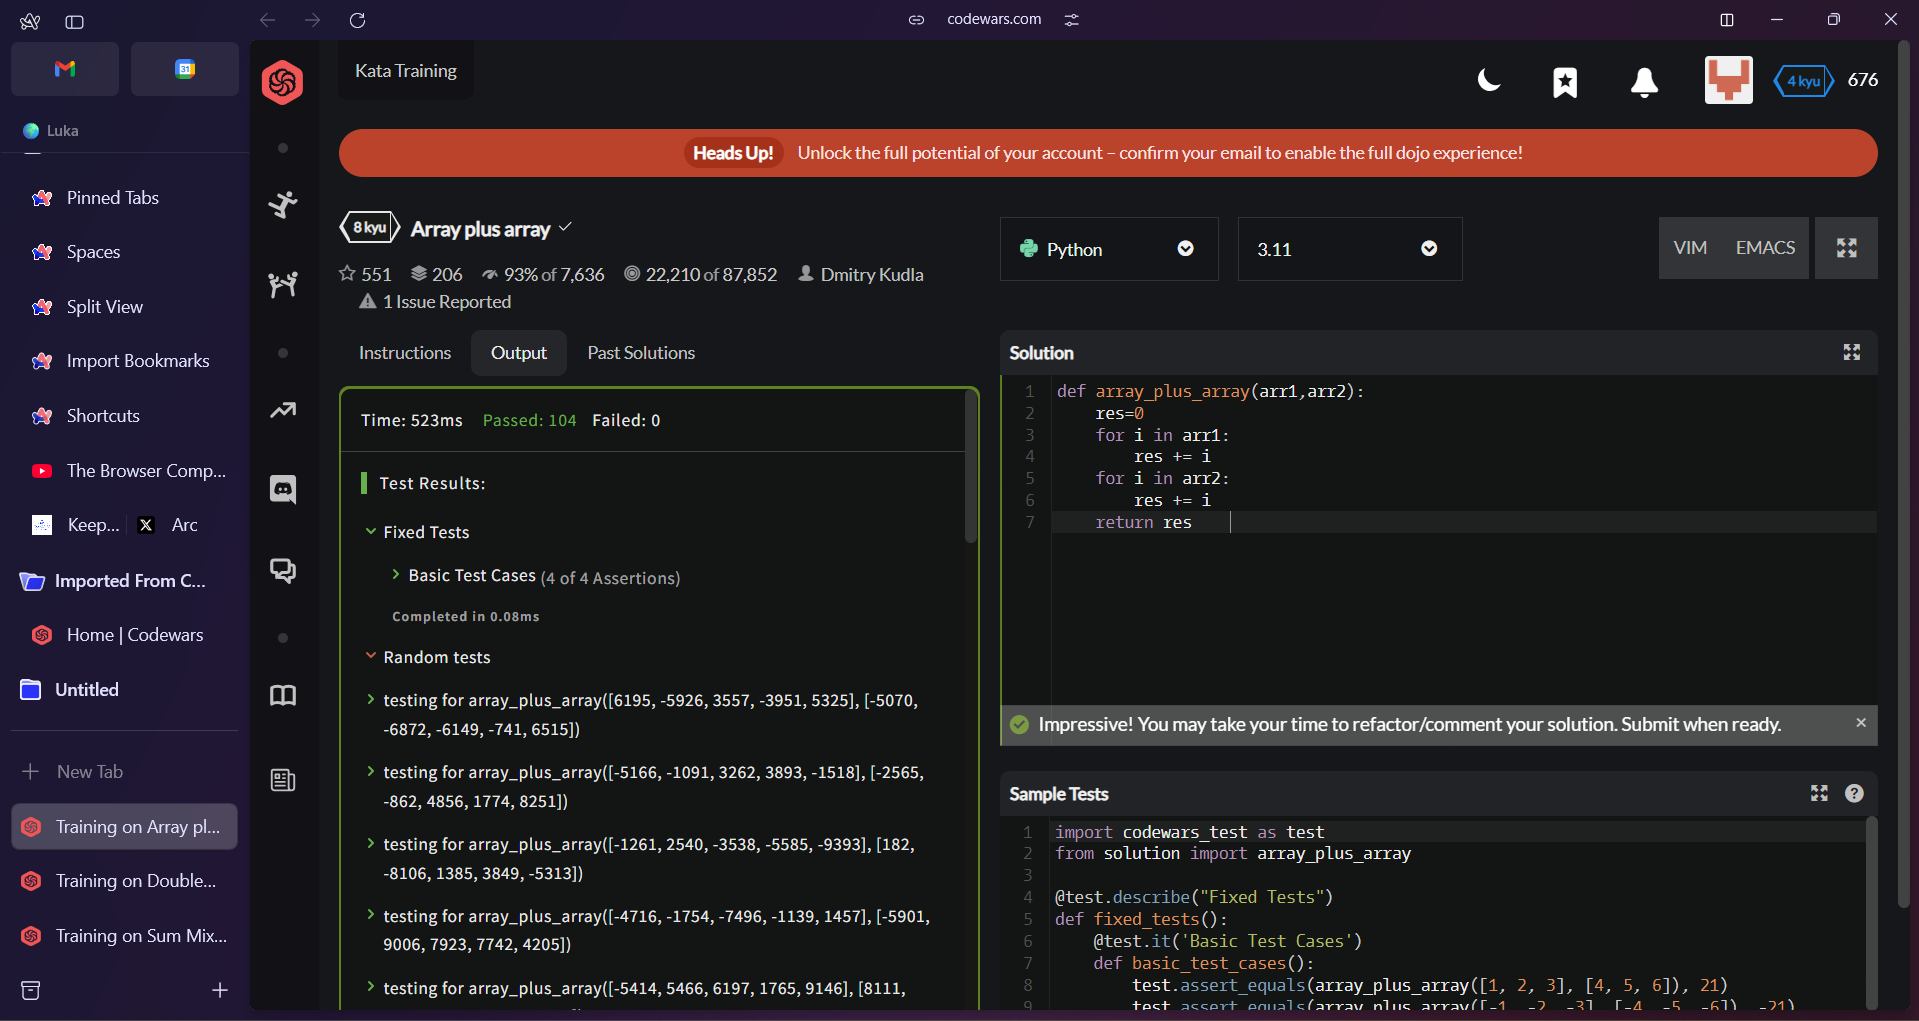 codewars.com
31
Luka
Pinned Tabs
Spaces
Split View
Import Bookmarks
Shortcuts
The Browser Comp...
Keep... X Arc
Imported From C...
Home | Codewars
Untitled
New Tab
Training on Array pl...
Training on Double...
Training on Sum Mix...
Kata Training
4 kyu 676
Heads Up! Unlock the full potential of your account – confirm your email to enable the full dojo experience!
8 kyu Array plus array
551 206 93% of 7,636 22,210 of 87,852 Dmitry Kudla
1 Issue Reported
Python
3.11
VIM EMACS
Instructions Output Past Solutions
Time: 523ms Passed: 104 Failed: 0
Test Results:
Fixed Tests
Basic Test Cases (4 of 4 Assertions)
Completed in 0.08ms
Random tests
testing for array_plus_array([6195, -5926, 3557, -3951, 5325], [-5070,
-6872, -6149, -741, 6515])
testing for array_plus_array([-5166, -1091, 3262, 3893, -1518], [-2565,
-862, 4856, 1774, 8251])
testing for array_plus_array([-1261, 2540, -3538, -5585, -9393], [182,
-8106, 1385, 3849, -5313])
testing for array_plus_array([-4716, -1754, -7496, -1139, 1457], [-5901,
9006, 7923, 7742, 4205])
testing for array_plus_array([-5414, 5466, 6197, 1765, 9146], [8111,
Solution
1 def array_plus_array(arr1,arr2):
2 res=0
3 for i in arr1:
4 res += i
5 for i in arr2:
6 res += i
7 return res
Impressive! You may take your time to refactor/comment your solution. Submit when ready.
Sample Tests
1 import codewars_test as test
2 from solution import array_plus_array
3
4 @test.describe("Fixed Tests")
5 def fixed_tests():
6 @test.it('Basic Test Cases')
7 def basic_test_cases():
8 test.assert_equals(array_plus_array([1, 2, 3], [4, 5, 6]), 21)
9 test.assert_equals(array_plus_array([-1, -2, -3], [-4, -5, -6]), -21)